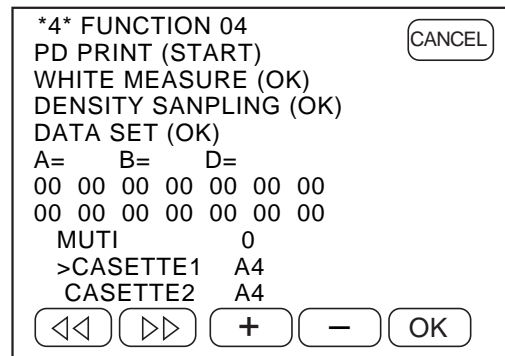 *4* FUNCTION 04
CANCEL
PD PRINT (START)
WHITE MEASURE (OK)
DENSITY SANPLING (OK)
DATA SET (OK)
A= B= D=
00 00 00 00 00 00 00
00 00 00 00 00 00 00
MUTI 0
>CASETTE1 A4
CASETTE2 A4
+ − OK